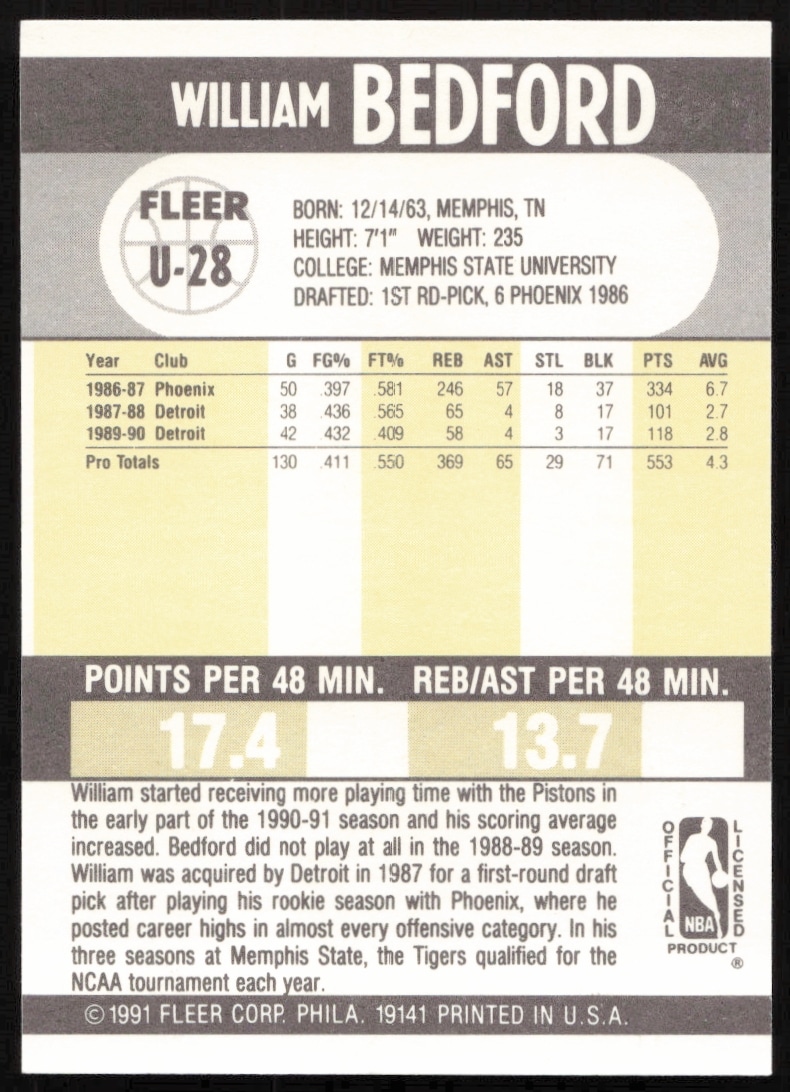 WILLIAM BEDFORD
FLEER
U-28
BORN: 12/14/63, MEMPHIS, TN
HEIGHT: 7'1" WEIGHT: 235
COLLEGE: MEMPHIS STATE UNIVERSITY
DRAFTED: 1ST RD-PICK, 6 PHOENIX 1986
Year Club G FG% FT% REB AST STL BLK PTS AVG
1986-87 Phoenix 50 .397 .581 246 57 18 37 334 6.7
1987-88 Detroit 38 .436 .565 65 4 8 17 101 2.7
1989-90 Detroit 42 .432 .409 58 4 3 17 118 2.8
Pro Totals 130 .411 .550 369 65 29 71 553 4.3
POINTS PER 48 MIN. REB/AST PER 48 MIN.
17.4 13.7
William started receiving more playing time with the Pistons in
the early part of the 1990-91 season and his scoring average
increased. Bedford did not play at all in the 1988-89 season.
William was acquired by Detroit in 1987 for a first-round draft
pick after playing his rookie season with Phoenix, where he
posted career highs in almost every offensive category. In his
three seasons at Memphis State, the Tigers qualified for the
NCAA tournament each year.
OFFICIAL
LICENSED
NBA
PRODUCT
®
© 1991 FLEER CORP. PHILA. 19141 PRINTED IN U.S.A.